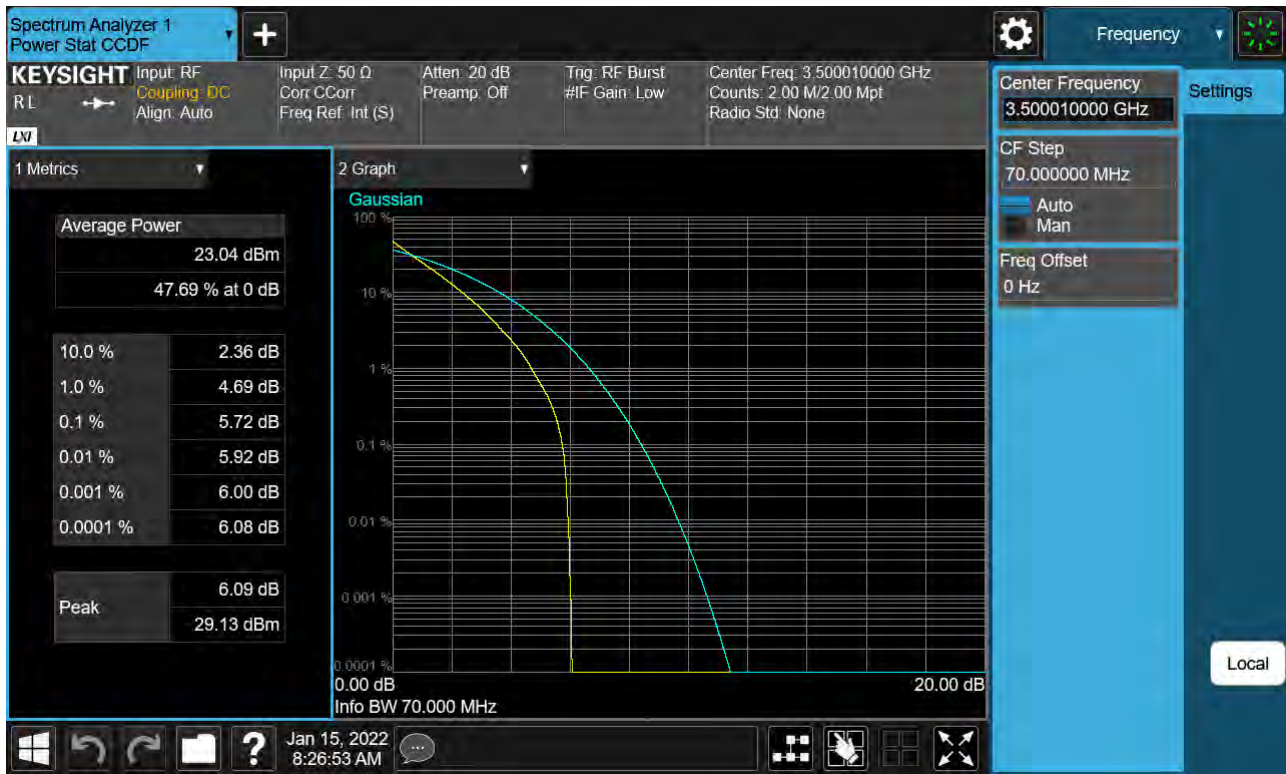 Spectrum Analyzer 1
Power Stat CCDF
Frequency
KEYSIGHT
RL
LXI
Input: RF
Coupling: DC
Align: Auto
Input Z: 50 Ω
Corr CCorr
Freq Ref: Int (S)
Atten: 20 dB
Preamp: Off
Trig: RF Burst
#IF Gain: Low
Center Freq: 3.500010000 GHz
Counts: 2.00 M/2.00 Mpt
Radio Std: None
Center Frequency
3.500010000 GHz
Settings
CF Step
70.000000 MHz
Auto
Man
Freq Offset
0 Hz
Local
1 Metrics
Average Power
23.04 dBm
47.69 % at 0 dB
10.0 % 2.36 dB
1.0 % 4.69 dB
0.1 % 5.72 dB
0.01 % 5.92 dB
0.001 % 6.00 dB
0.0001 % 6.08 dB
Peak
6.09 dB
29.13 dBm
2 Graph
Gaussian
100 %
10 %
1 %
0.1 %
0.01 %
0.001 %
0.0001 %
0.00 dB 20.00 dB
Info BW 70.000 MHz
?
Jan 15, 2022
8:26:53 AM